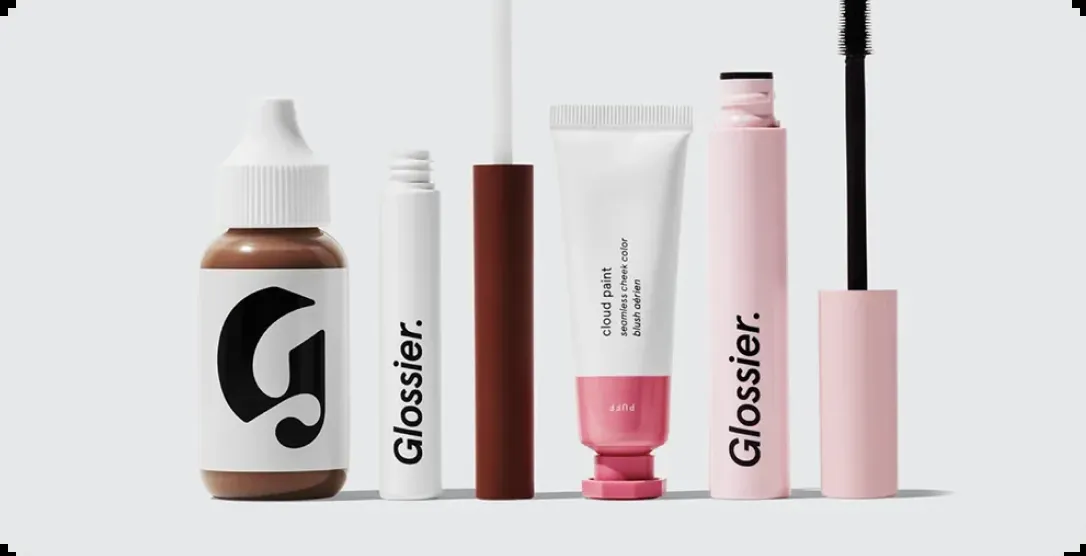 G
Glossier.
cloud paint
seamless cheek color
blush aérien
PUFF
Glossier.